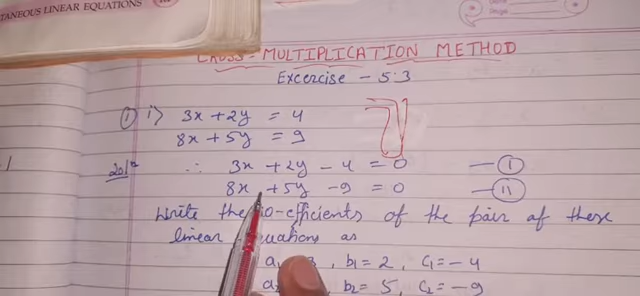 TANEOUS LINEAR EQUATIONS
CROSS-MULTIPLICATION METHOD
Excercise - 5.3
① i) 3x + 2y = 4
8x + 5y = 9
∴ 3x + 2y - 4 = 0 — ①
8x + 5y - 9 = 0 — ⑪
Write the co-efficients of the pair of these
linear equations as
b₁ = 2, c₁ = - 4
b₂ = 5, c₂ = - 9